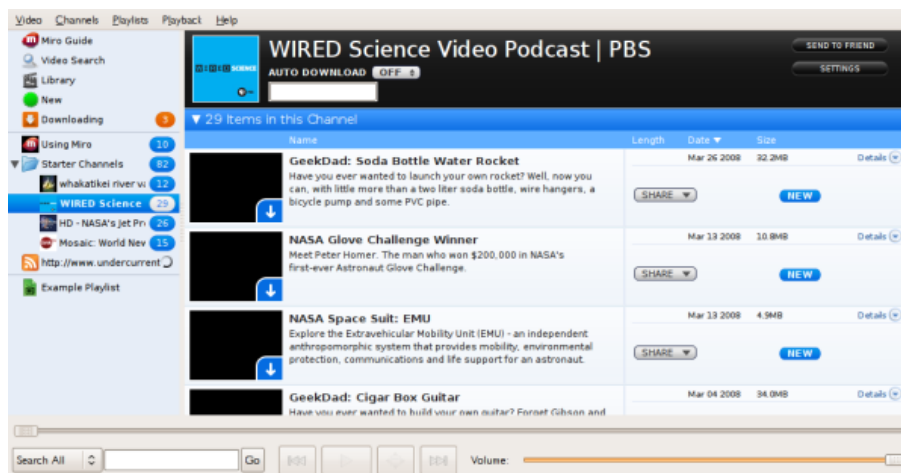 Video Channels Playlists Playback Help
Miro Guide
Video Search
Library
New
Downloading 3
Using Miro 10
Starter Channels 82
whakatikei river va 12
WIRED Science 29
HD - NASA's Jet Pro 26
Mosaic: World New 15
http://www.undercurrent
Example Playlist
WIRED SCIENCE
WIRED Science Video Podcast | PBS
AUTO DOWNLOAD OFF
SEND TO FRIEND
SETTINGS
29 Items in this Channel
Name Length Date Size
GeekDad: Soda Bottle Water Rocket Mar 26 2008 32.2MB Details
Have you ever wanted to launch your own rocket? Well, now you
can, with little more than a two liter soda bottle, wire hangers, a
bicycle pump and some PVC pipe.
SHARE NEW
NASA Glove Challenge Winner Mar 13 2008 10.8MB Details
Meet Peter Homer. The man who won $200,000 in NASA's
first-ever Astronaut Glove Challenge.
SHARE NEW
NASA Space Suit: EMU Mar 13 2008 4.9MB Details
Explore the Extravehicular Mobility Unit (EMU) - an independent
anthropomorphic system that provides mobility, environmental
protection, communications and life support for an astronaut.
SHARE NEW
GeekDad: Cigar Box Guitar Mar 04 2008 34.0MB Details
Have you ever wanted to build your own guitar? Forget Gibson and
Search All Go Volume: